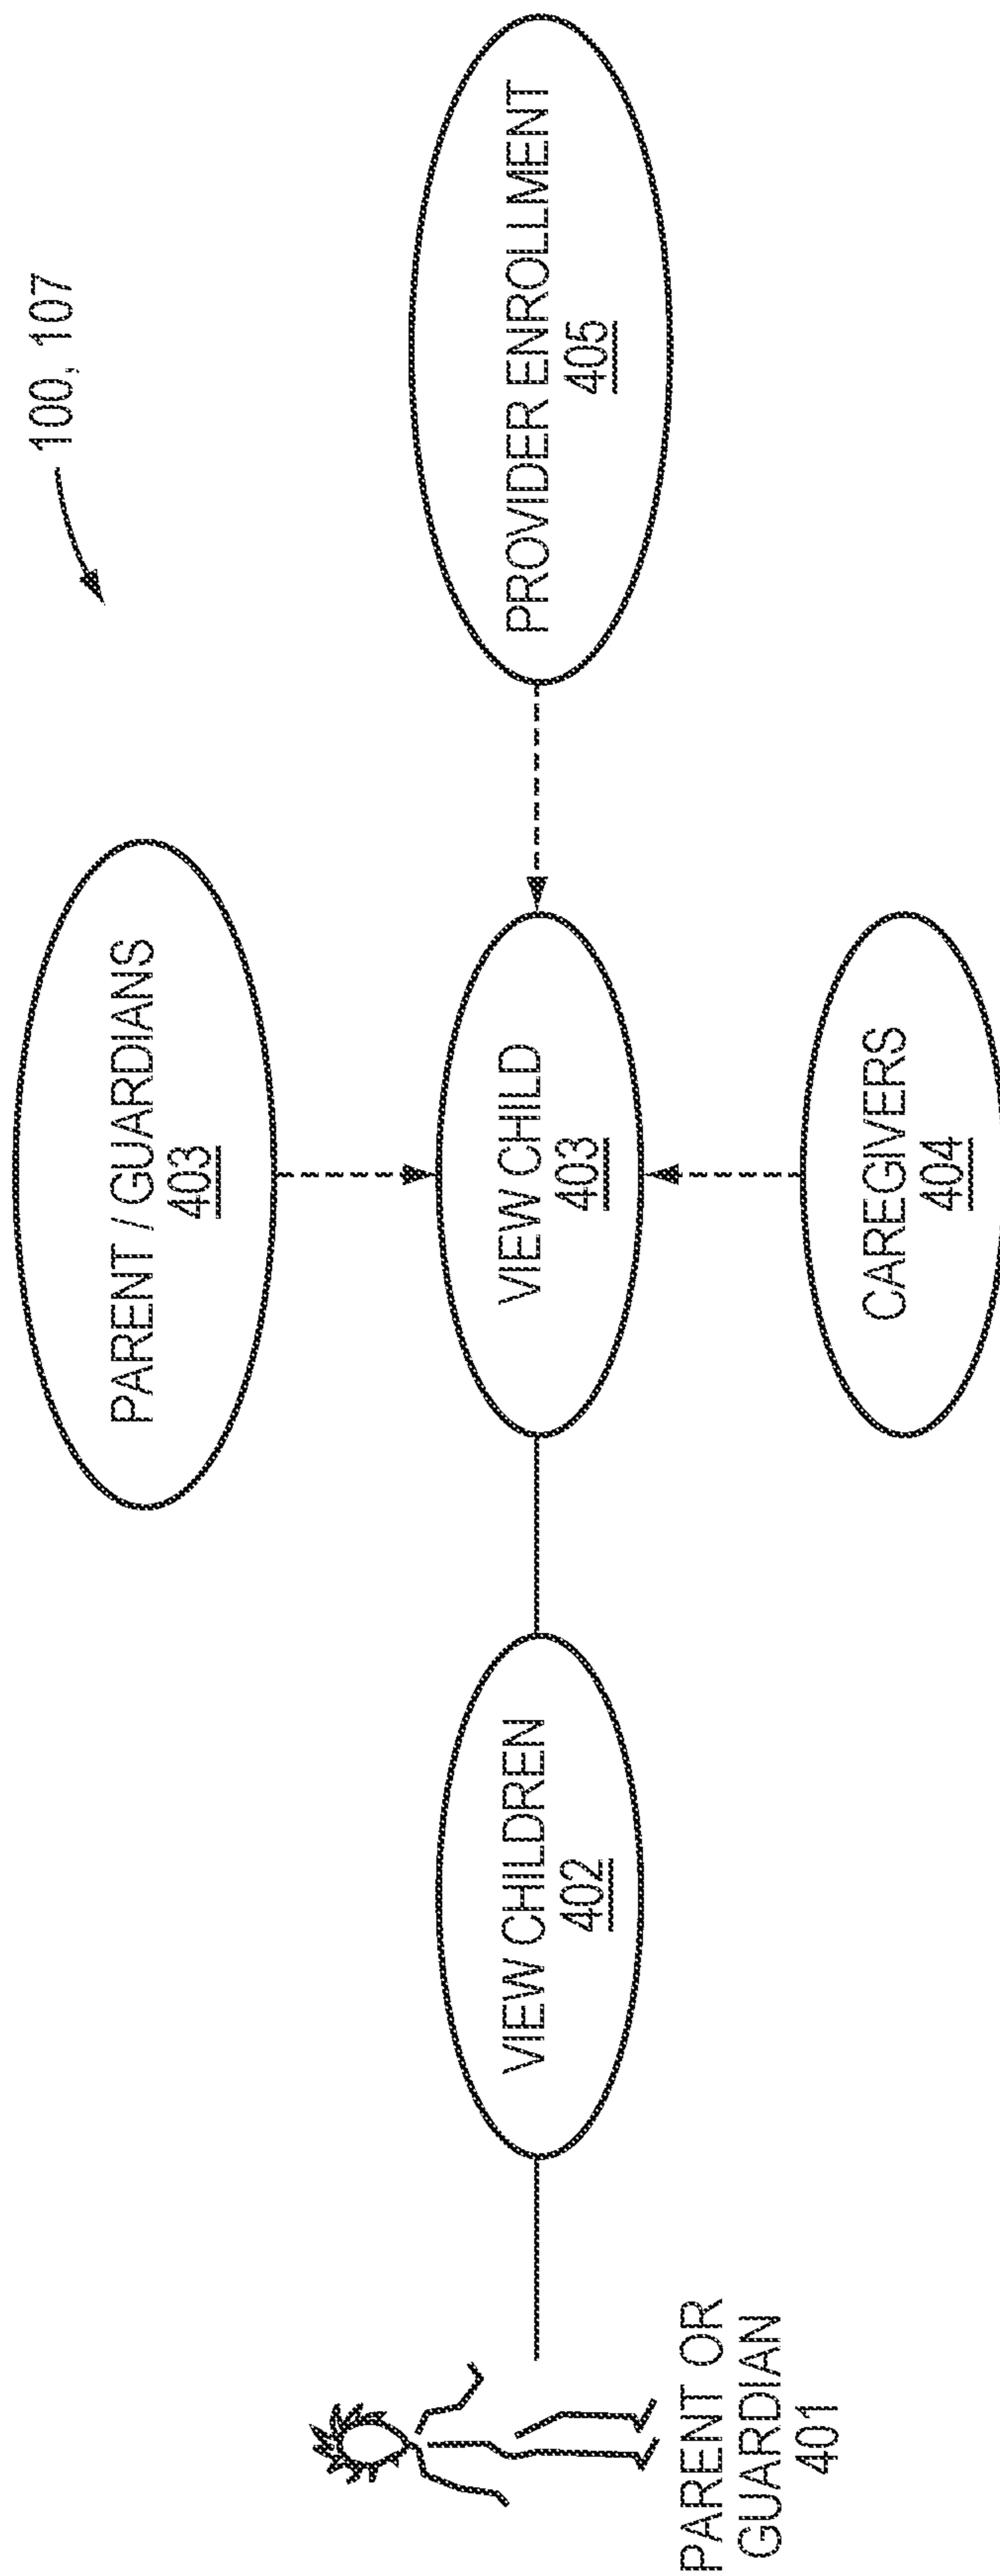 100, 107
PARENT / GUARDIANS
403
PARENT OR
GUARDIAN
401
VIEW CHILDREN
402
VIEW CHILD
403
PROVIDER ENROLLMENT
405
CAREGIVERS
404